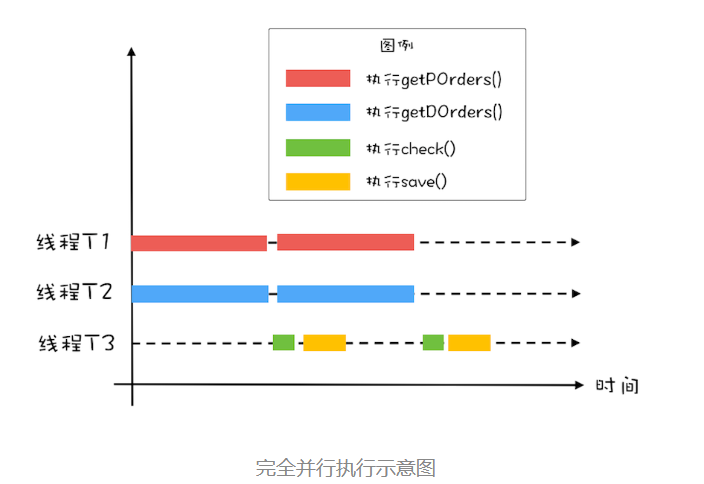 图例
执行getPOrders()
执行getDOrders()
执行check()
执行save()
线程T1
线程T2
线程T3
时间
完全并行执行示意图